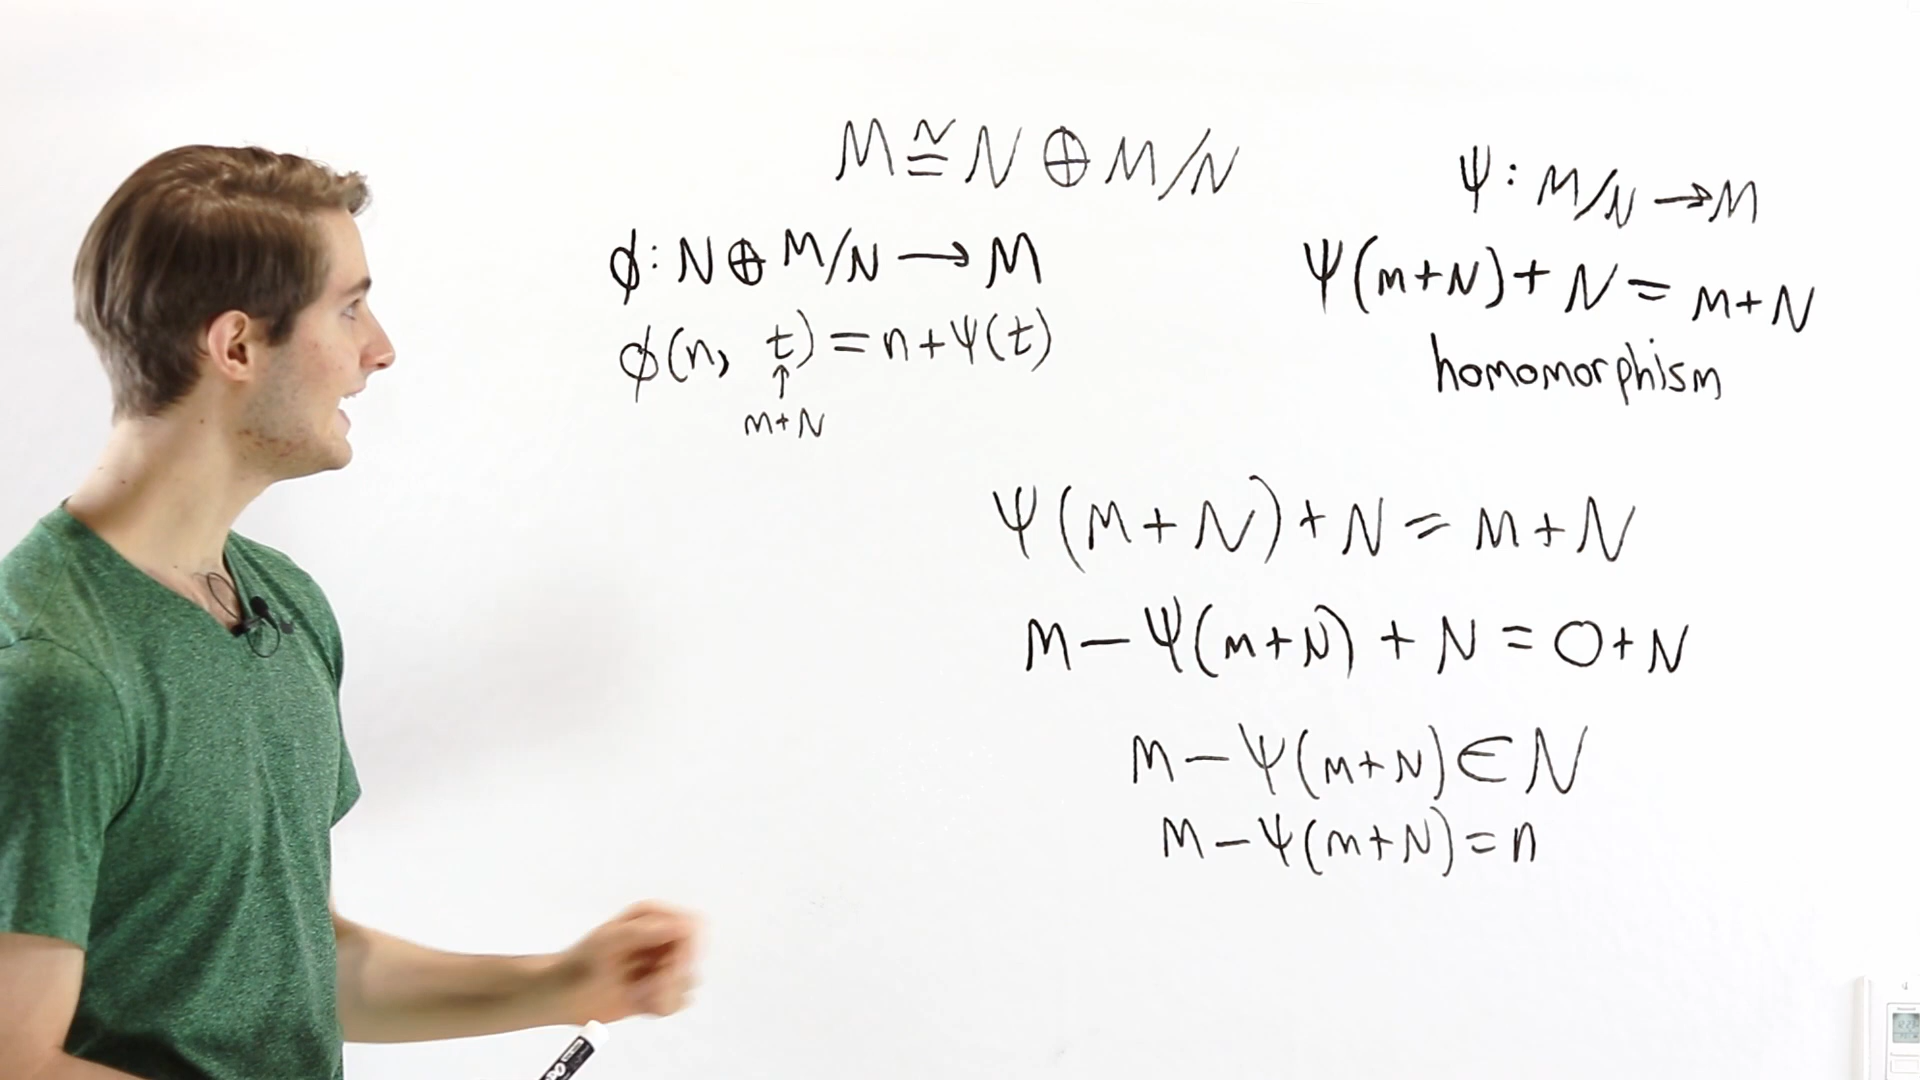 M ≅ N ⊕ M/N
φ: N ⊕ M/N → M
φ(n, t) = n + Ψ(t)
↑
m+N
Ψ: M/N → M
Ψ(m+N) + N = m+N
homomorphism
Ψ(m+N) + N = m+N
m − Ψ(m+N) + N = 0+N
m − Ψ(m+N) ∈ N
m − Ψ(m+N) = n